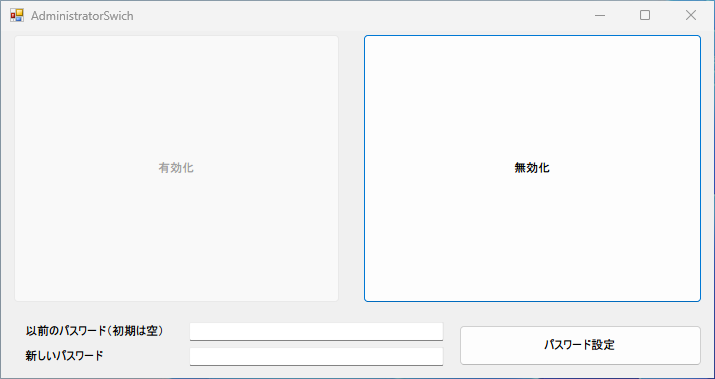 AdministratorSwich
有効化
無効化
以前のパスワード（初期は空）
新しいパスワード
パスワード設定